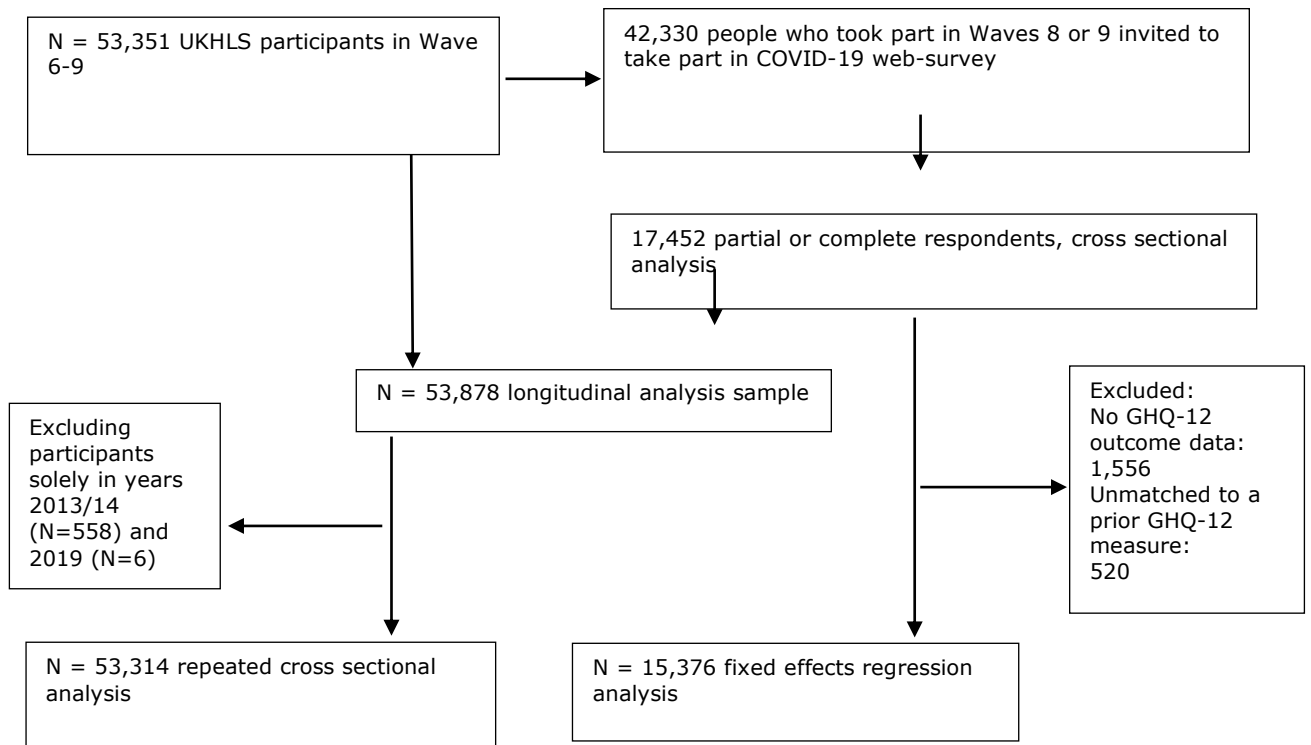 N = 53,351 UKHLS participants in Wave
6-9
42,330 people who took part in Waves 8 or 9 invited to
take part in COVID-19 web-survey
17,452 partial or complete respondents, cross sectional
analysis
N = 53,878 longitudinal analysis sample
Excluding
participants
solely in years
2013/14
(N=558) and
2019 (N=6)
Excluded:
No GHQ-12
outcome data:
1,556
Unmatched to a
prior GHQ-12
measure:
520
N = 53,314 repeated cross sectional
analysis
N = 15,376 fixed effects regression
analysis